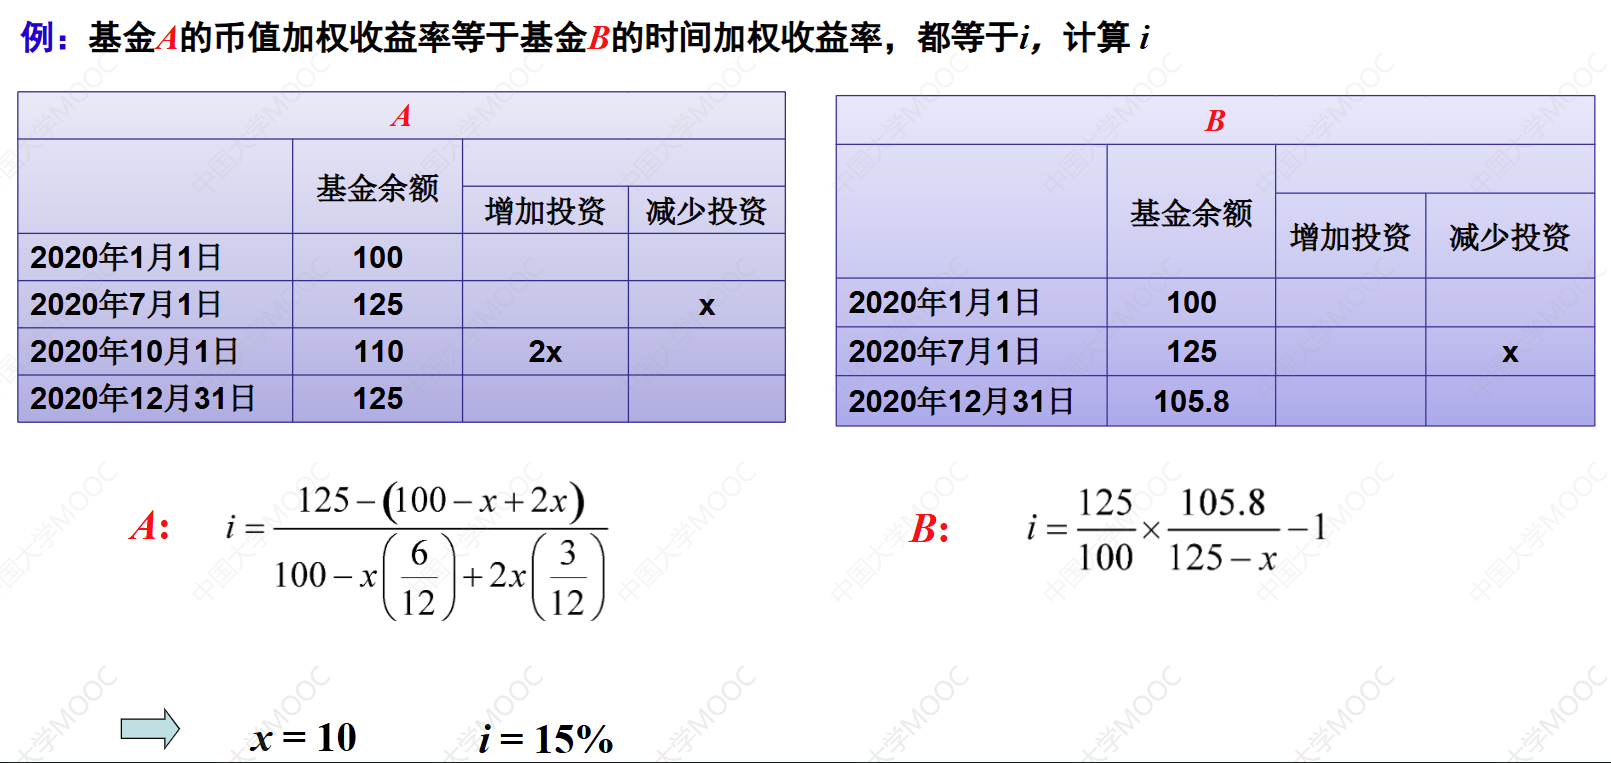 例：基金A的币值加权收益率等于基金B的时间加权收益率，都等于i，计算 i
A
基金余额
增加投资 减少投资
2020年1月1日 100
2020年7月1日 125 x
2020年10月1日 110 2x
2020年12月31日 125
B
基金余额
增加投资 减少投资
2020年1月1日 100
2020年7月1日 125 x
2020年12月31日 105.8
A: i = \frac{125-(100-x+2x)}{100-x\left(\frac{6}{12}\right)+2x\left(\frac{3}{12}\right)}
B: i = \frac{125}{100} \times \frac{105.8}{125-x} - 1
x = 10 i = 15%
中国大学MOOC